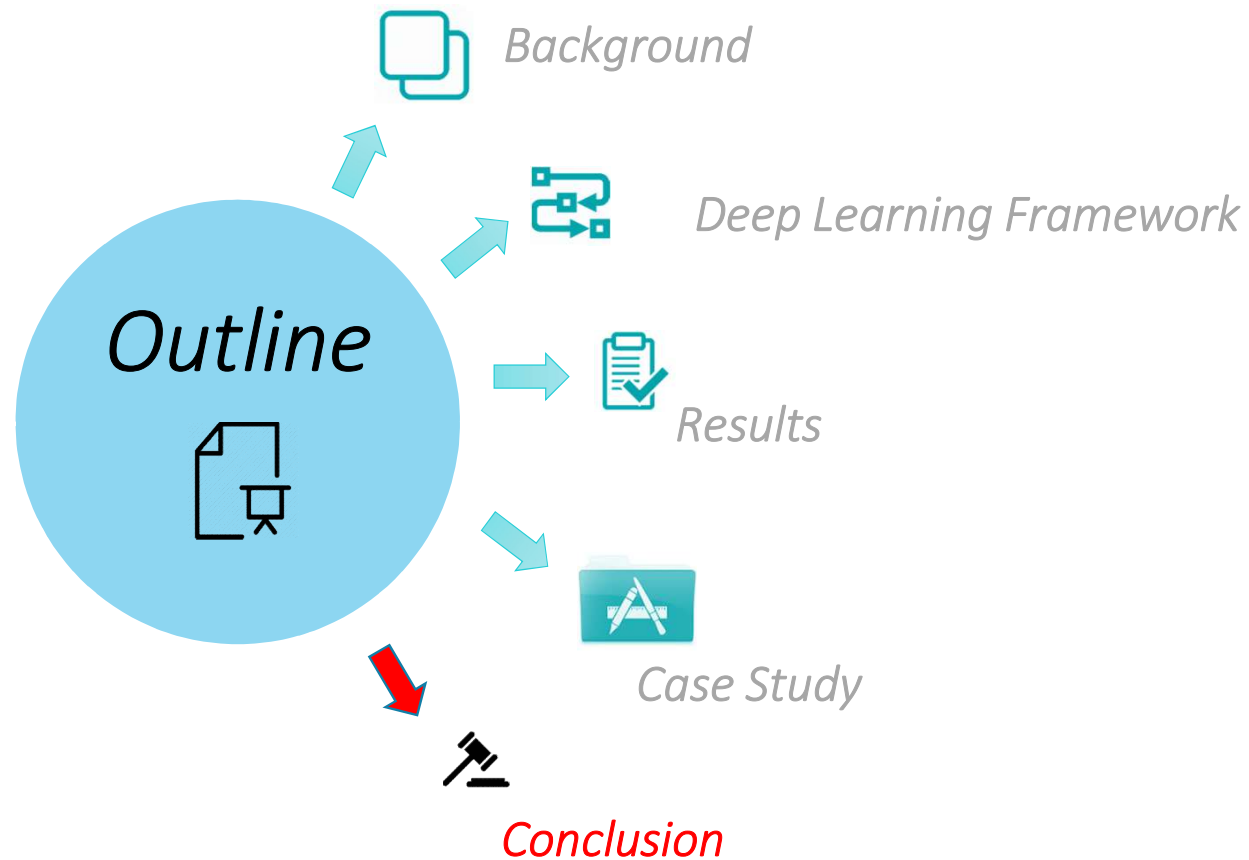 Background
Deep Learning Framework
Outline
Results
Case Study
Conclusion